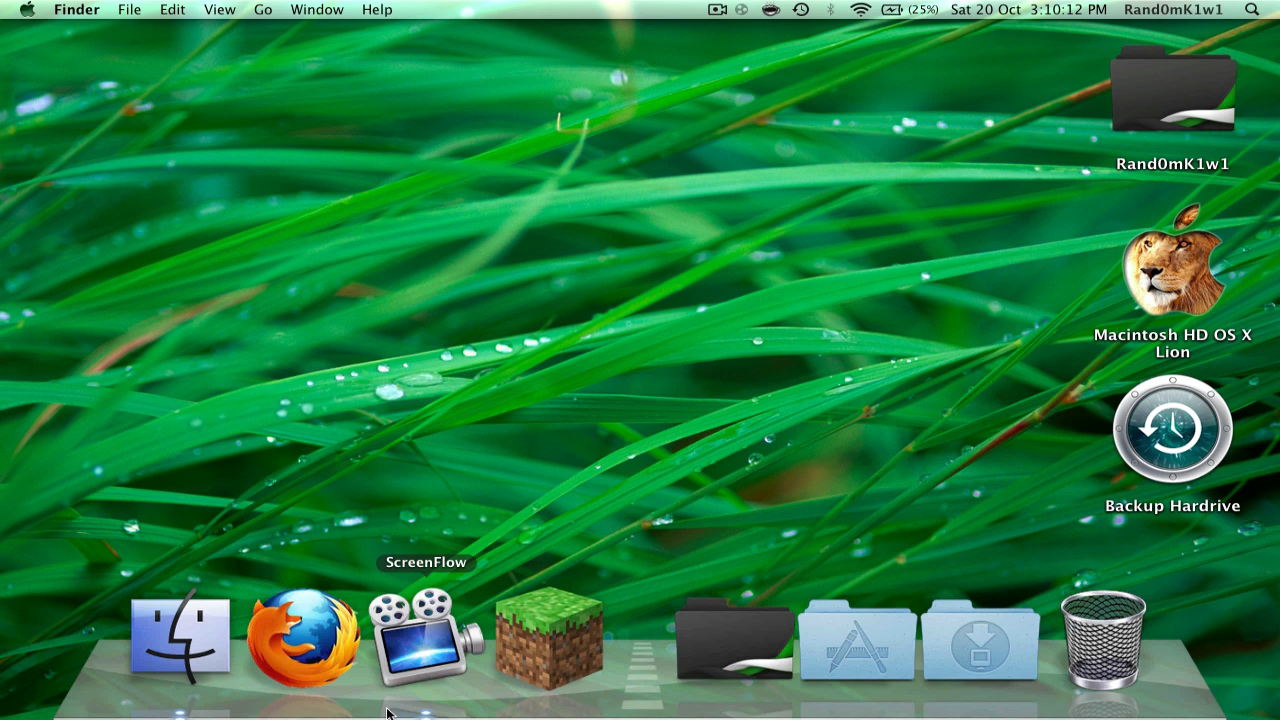 Finder File Edit View Go Window Help (25%) Sat 20 Oct 3:10:12 PM Rand0mK1w1
Rand0mK1w1
Macintosh HD OS X
Lion
Backup Hardrive
ScreenFlow